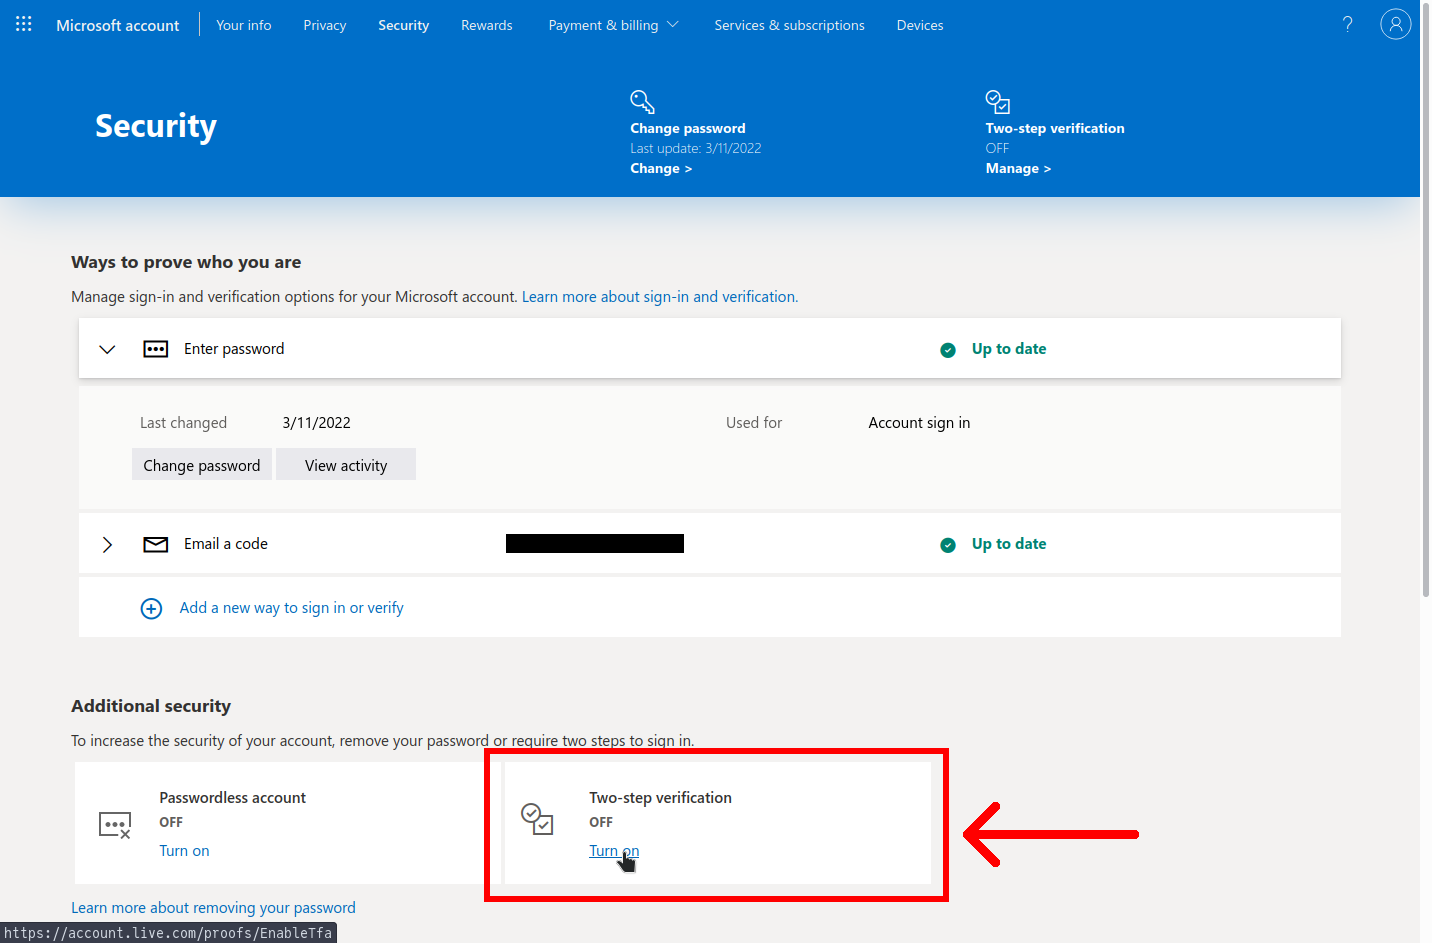 Microsoft account
Your info
Privacy
Security
Rewards
Payment & billing
Services & subscriptions
Devices
?
Security
Change password
Last update: 3/11/2022
Change >
Two-step verification
OFF
Manage >
Ways to prove who you are
Manage sign-in and verification options for your Microsoft account. Learn more about sign-in and verification.
Enter password
Up to date
Last changed
3/11/2022
Used for
Account sign in
Change password
View activity
Email a code
Up to date
Add a new way to sign in or verify
Additional security
To increase the security of your account, remove your password or require two steps to sign in.
Passwordless account
OFF
Turn on
Two-step verification
OFF
Turn on
Learn more about removing your password
https://account.live.com/proofs/EnableTfa